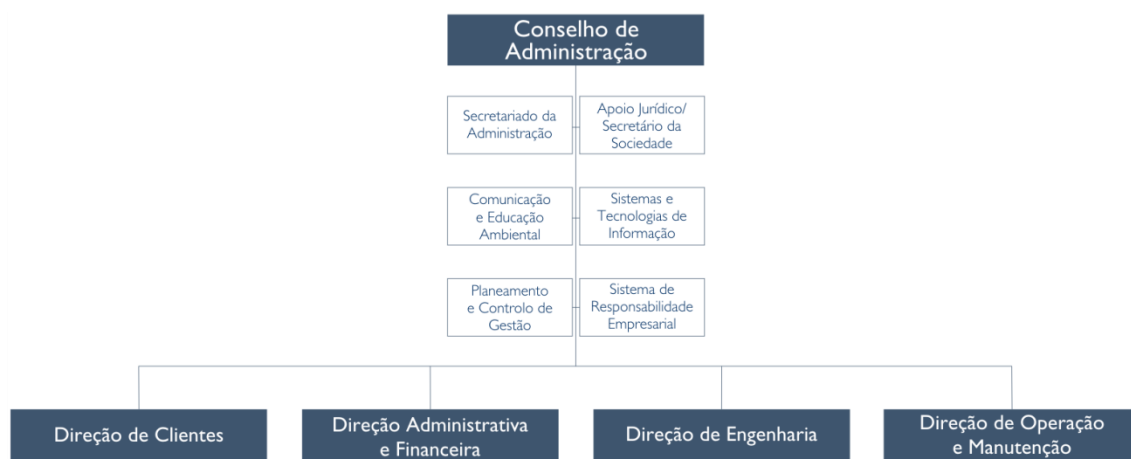 Conselho de
Administração
Secretariado da
Administração
Apoio Jurídico/
Secretário da
Sociedade
Comunicação
e Educação
Ambiental
Sistemas e
Tecnologias de
Informação
Planeamento
e Controlo de
Gestão
Sistema de
Responsabilidade
Empresarial
Direção de Clientes
Direção Administrativa
e Financeira
Direção de Engenharia
Direção de Operação
e Manutenção